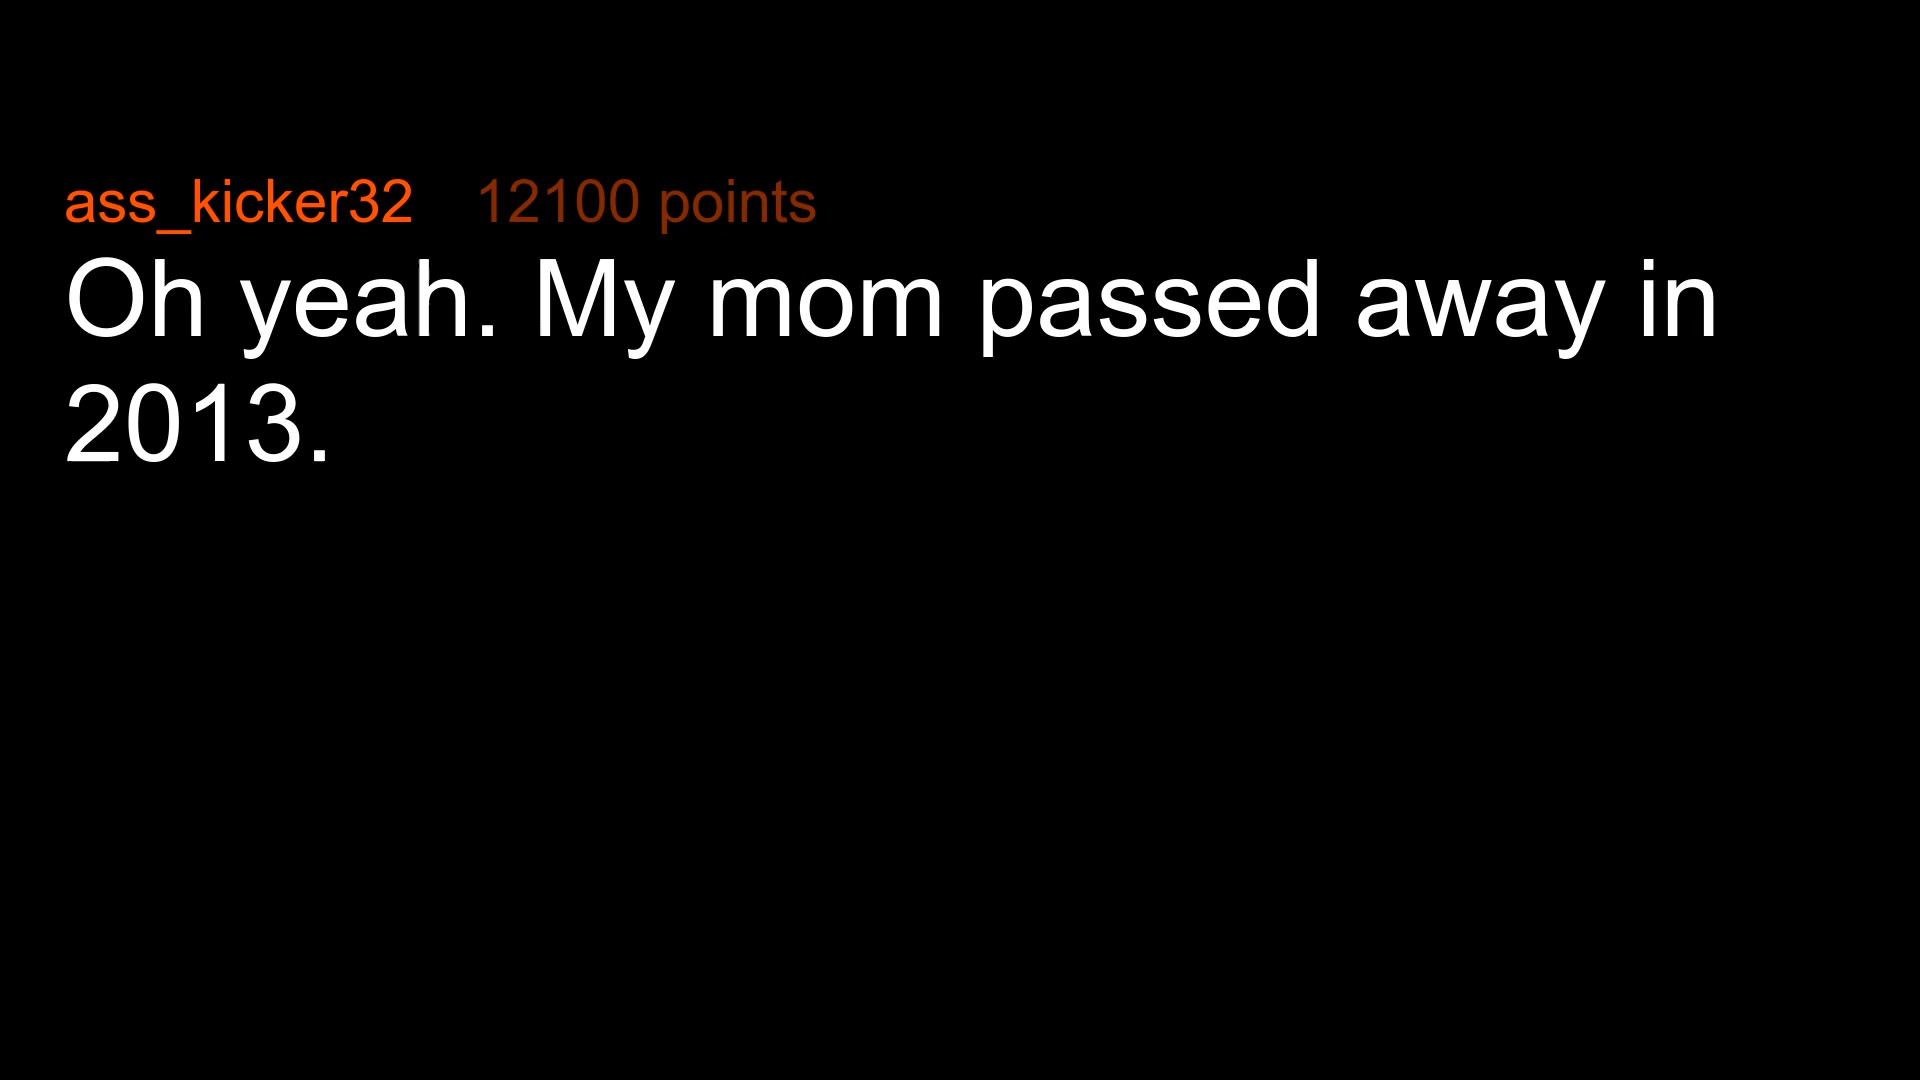 ass_kicker32 12100 points
Oh yeah. My mom passed away in
2013.